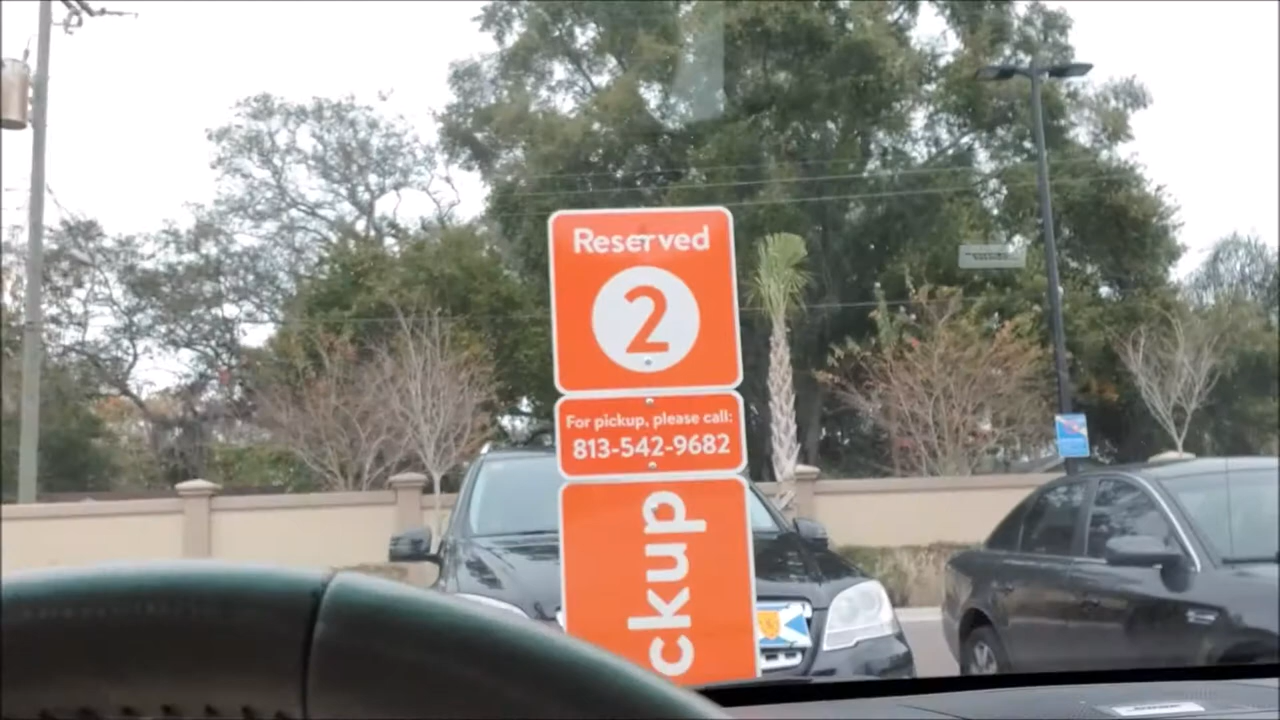 Reserved
2
For pickup, please call:
813-542-9682
ckup